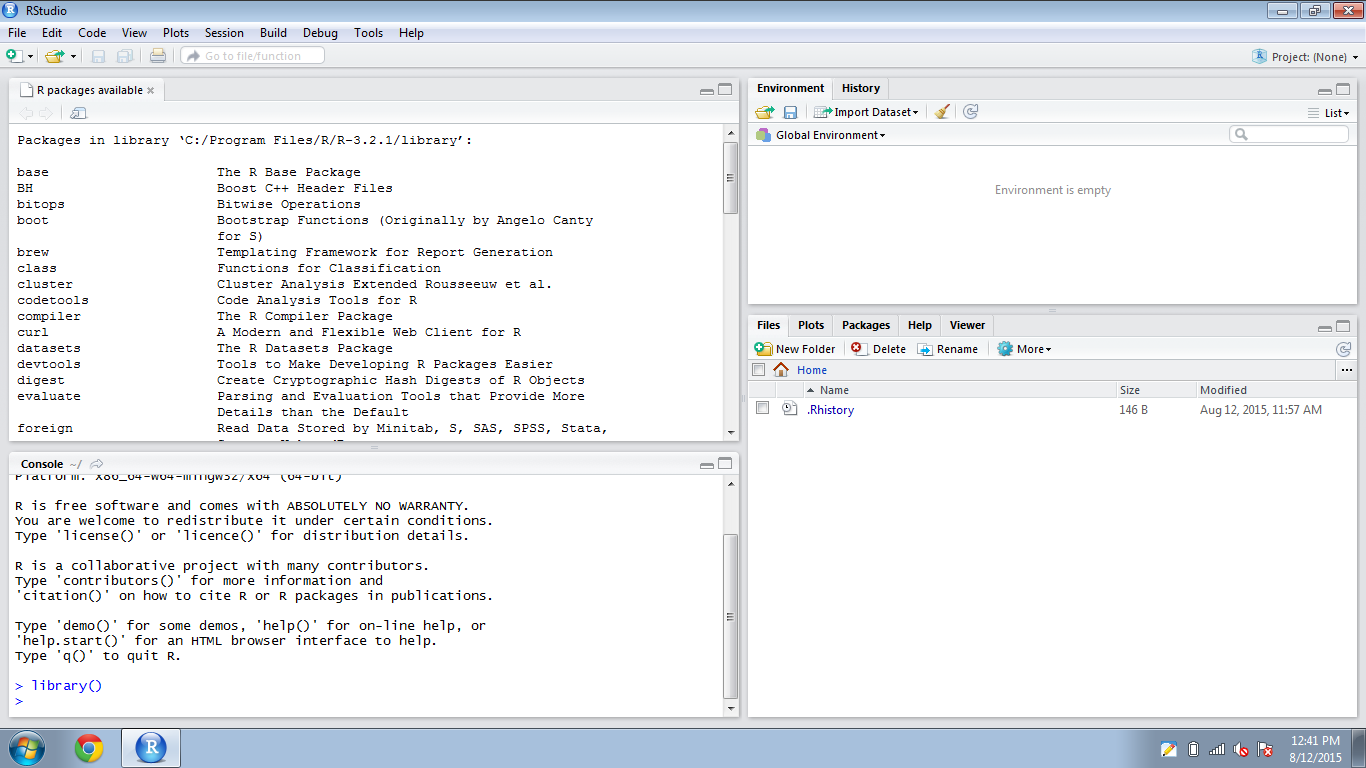 RStudio
File Edit Code View Plots Session Build Debug Tools Help
Go to file/function
Project: (None)
R packages available
Packages in library ‘C:/Program Files/R/R-3.2.1/library’:
base The R Base Package
BH Boost C++ Header Files
bitops Bitwise Operations
boot Bootstrap Functions (Originally by Angelo Canty
for S)
brew Templating Framework for Report Generation
class Functions for Classification
cluster Cluster Analysis Extended Rousseeuw et al.
codetools Code Analysis Tools for R
compiler The R Compiler Package
curl A Modern and Flexible Web Client for R
datasets The R Datasets Package
devtools Tools to Make Developing R Packages Easier
digest Create Cryptographic Hash Digests of R Objects
evaluate Parsing and Evaluation Tools that Provide More
Details than the Default
foreign Read Data Stored by Minitab, S, SAS, SPSS, Stata,
Console ~/
Platform: x86_64-w64-mingw32/x64 (64-bit)
R is free software and comes with ABSOLUTELY NO WARRANTY.
You are welcome to redistribute it under certain conditions.
Type 'license()' or 'licence()' for distribution details.
R is a collaborative project with many contributors.
Type 'contributors()' for more information and
'citation()' on how to cite R or R packages in publications.
Type 'demo()' for some demos, 'help()' for on-line help, or
'help.start()' for an HTML browser interface to help.
Type 'q()' to quit R.
> library()
>
Environment History
Import Dataset List
Global Environment
Environment is empty
Files Plots Packages Help Viewer
New Folder Delete Rename More
Home ...
Name Size Modified
.Rhistory 146 B Aug 12, 2015, 11:57 AM
12:41 PM
8/12/2015